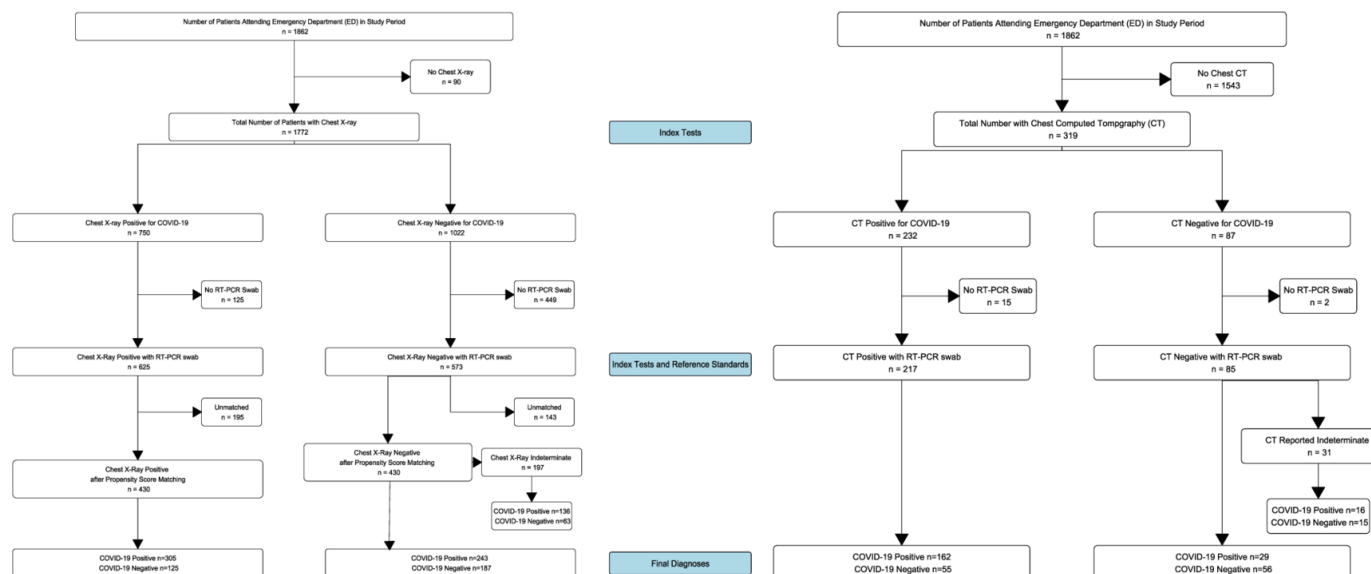 Number of Patients Attending Emergency Department (ED) in Study Period
n = 1862
No Chest X-ray
n = 90
Total Number of Patients with Chest X-ray
n = 1772
Chest X-ray Positive for COVID-19
n = 750
Chest X-ray Negative for COVID-19
n = 1022
No RT-PCR Swab
n = 125
No RT-PCR Swab
n = 449
Chest X-Ray Positive with RT-PCR swab
n = 625
Chest X-Ray Negative with RT-PCR swab
n = 573
Unmatched
n = 195
Unmatched
n = 143
Chest X-Ray Positive
after Propensity Score Matching
n = 430
Chest X-Ray Negative
after Propensity Score Matching
n = 430
Chest X-Ray Indeterminate
n = 197
COVID-19 Positive n=136
COVID-19 Negative n=63
COVID-19 Positive n=305
COVID-19 Negative n=125
COVID-19 Positive n=243
COVID-19 Negative n=187
Index Tests
Index Tests and Reference Standards
Final Diagnoses
Number of Patients Attending Emergency Department (ED) in Study Period
n = 1862
No Chest CT
n = 1543
Total Number with Chest Computed Tompgraphy (CT)
n = 319
CT Positive for COVID-19
n = 232
CT Negative for COVID-19
n = 87
No RT-PCR Swab
n = 15
No RT-PCR Swab
n = 2
CT Positive with RT-PCR swab
n = 217
CT Negative with RT-PCR swab
n = 85
CT Reported Indeterminate
n = 31
COVID-19 Positive n=16
COVID-19 Negative n=15
COVID-19 Positive n=162
COVID-19 Negative n=55
COVID-19 Positive n=29
COVID-19 Negative n=56